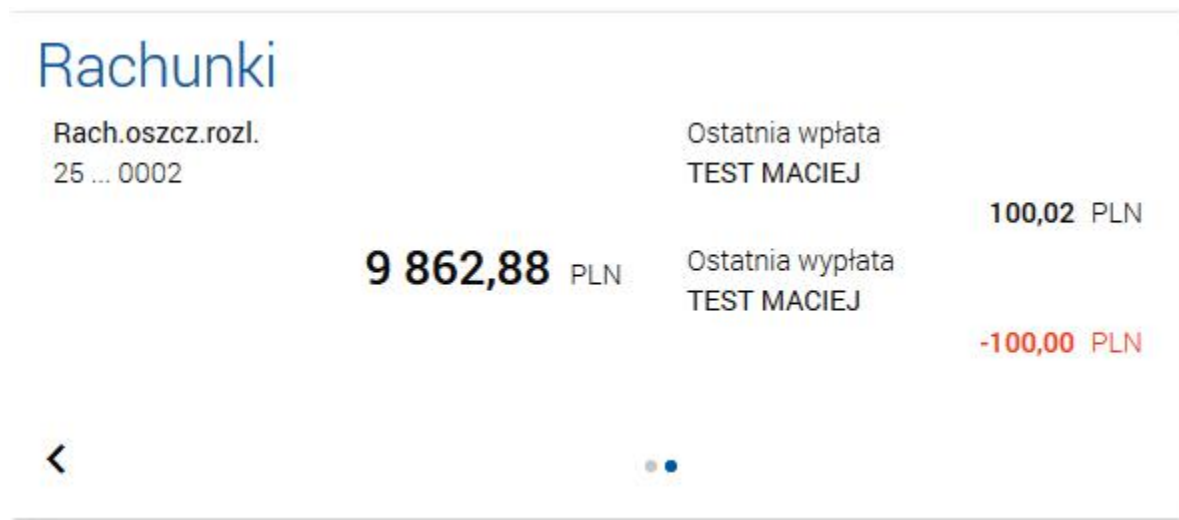 Rachunki
Rach.oszcz.rozl.
25 ... 0002
9 862,88 PLN
Ostatnia wpłata
TEST MACIEJ
100,02 PLN
Ostatnia wypłata
TEST MACIEJ
-100,00 PLN